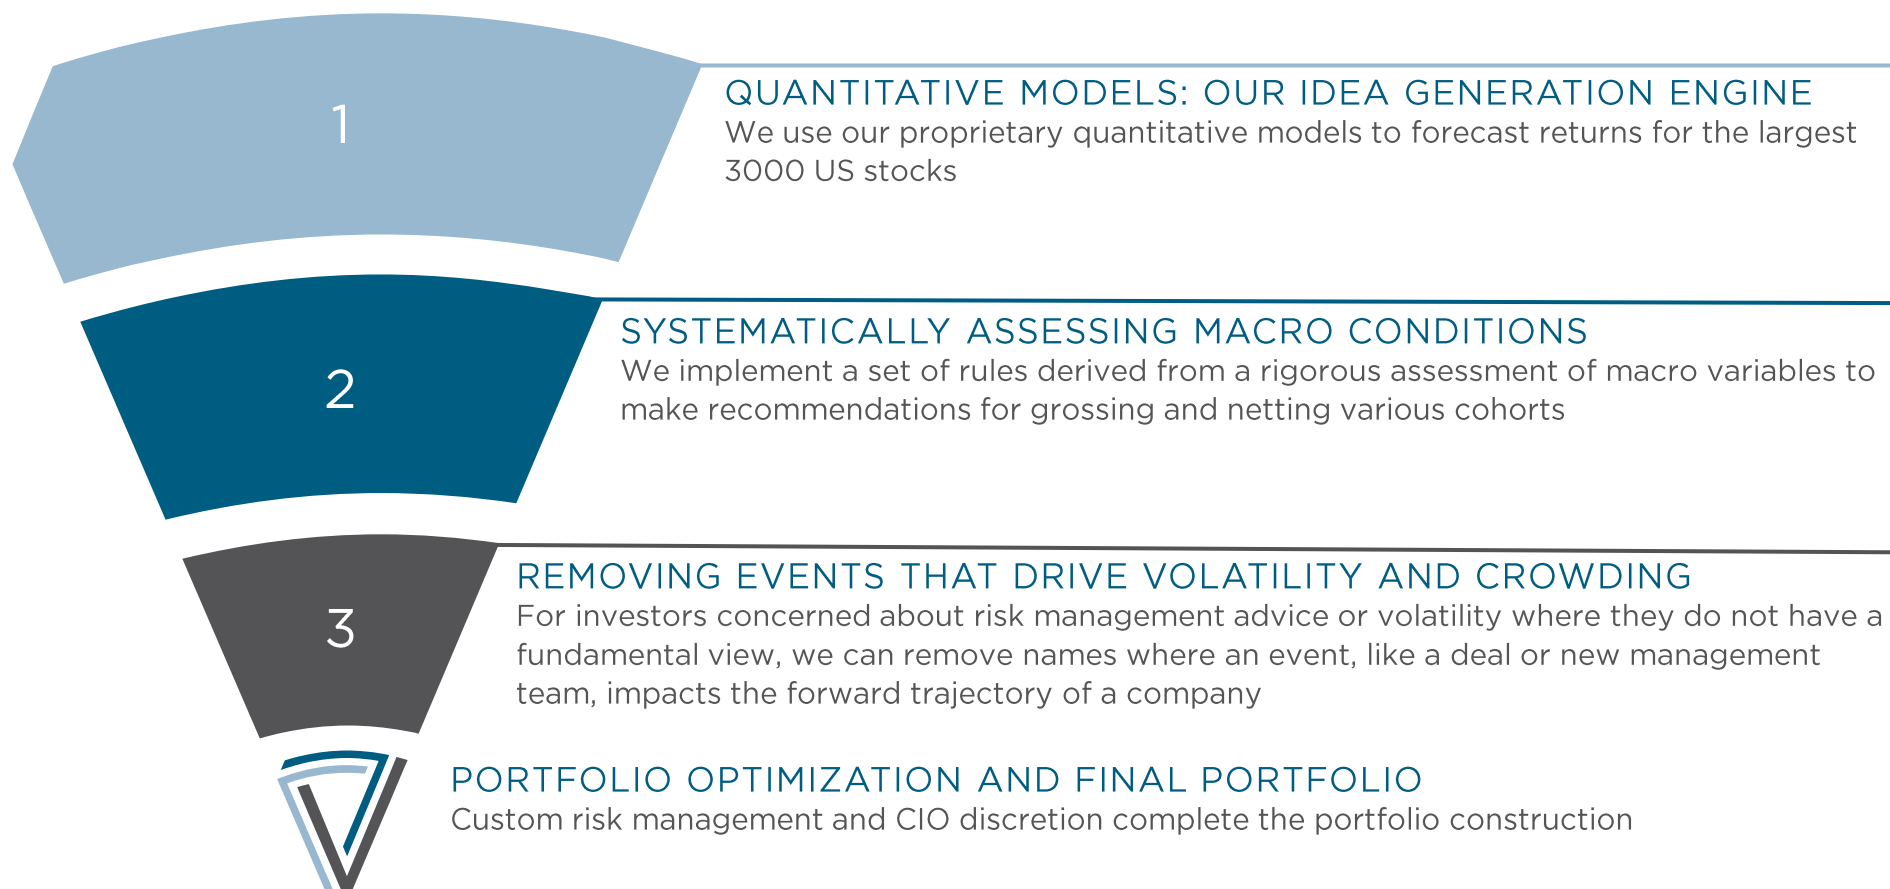 1
QUANTITATIVE MODELS: OUR IDEA GENERATION ENGINE
We use our proprietary quantitative models to forecast returns for the largest
3000 US stocks
2
SYSTEMATICALLY ASSESSING MACRO CONDITIONS
We implement a set of rules derived from a rigorous assessment of macro variables to
make recommendations for grossing and netting various cohorts
3
REMOVING EVENTS THAT DRIVE VOLATILITY AND CROWDING
For investors concerned about risk management advice or volatility where they do not have a
fundamental view, we can remove names where an event, like a deal or new management
team, impacts the forward trajectory of a company
PORTFOLIO OPTIMIZATION AND FINAL PORTFOLIO
Custom risk management and CIO discretion complete the portfolio construction